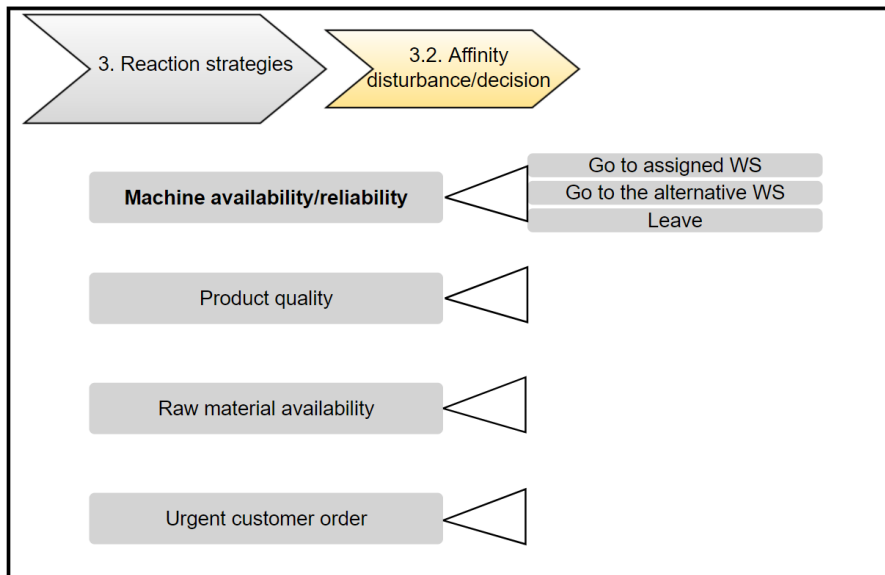 3. Reaction strategies
3.2. Affinity
disturbance/decision
Machine availability/reliability
Go to assigned WS
Go to the alternative WS
Leave
Product quality
Raw material availability
Urgent customer order